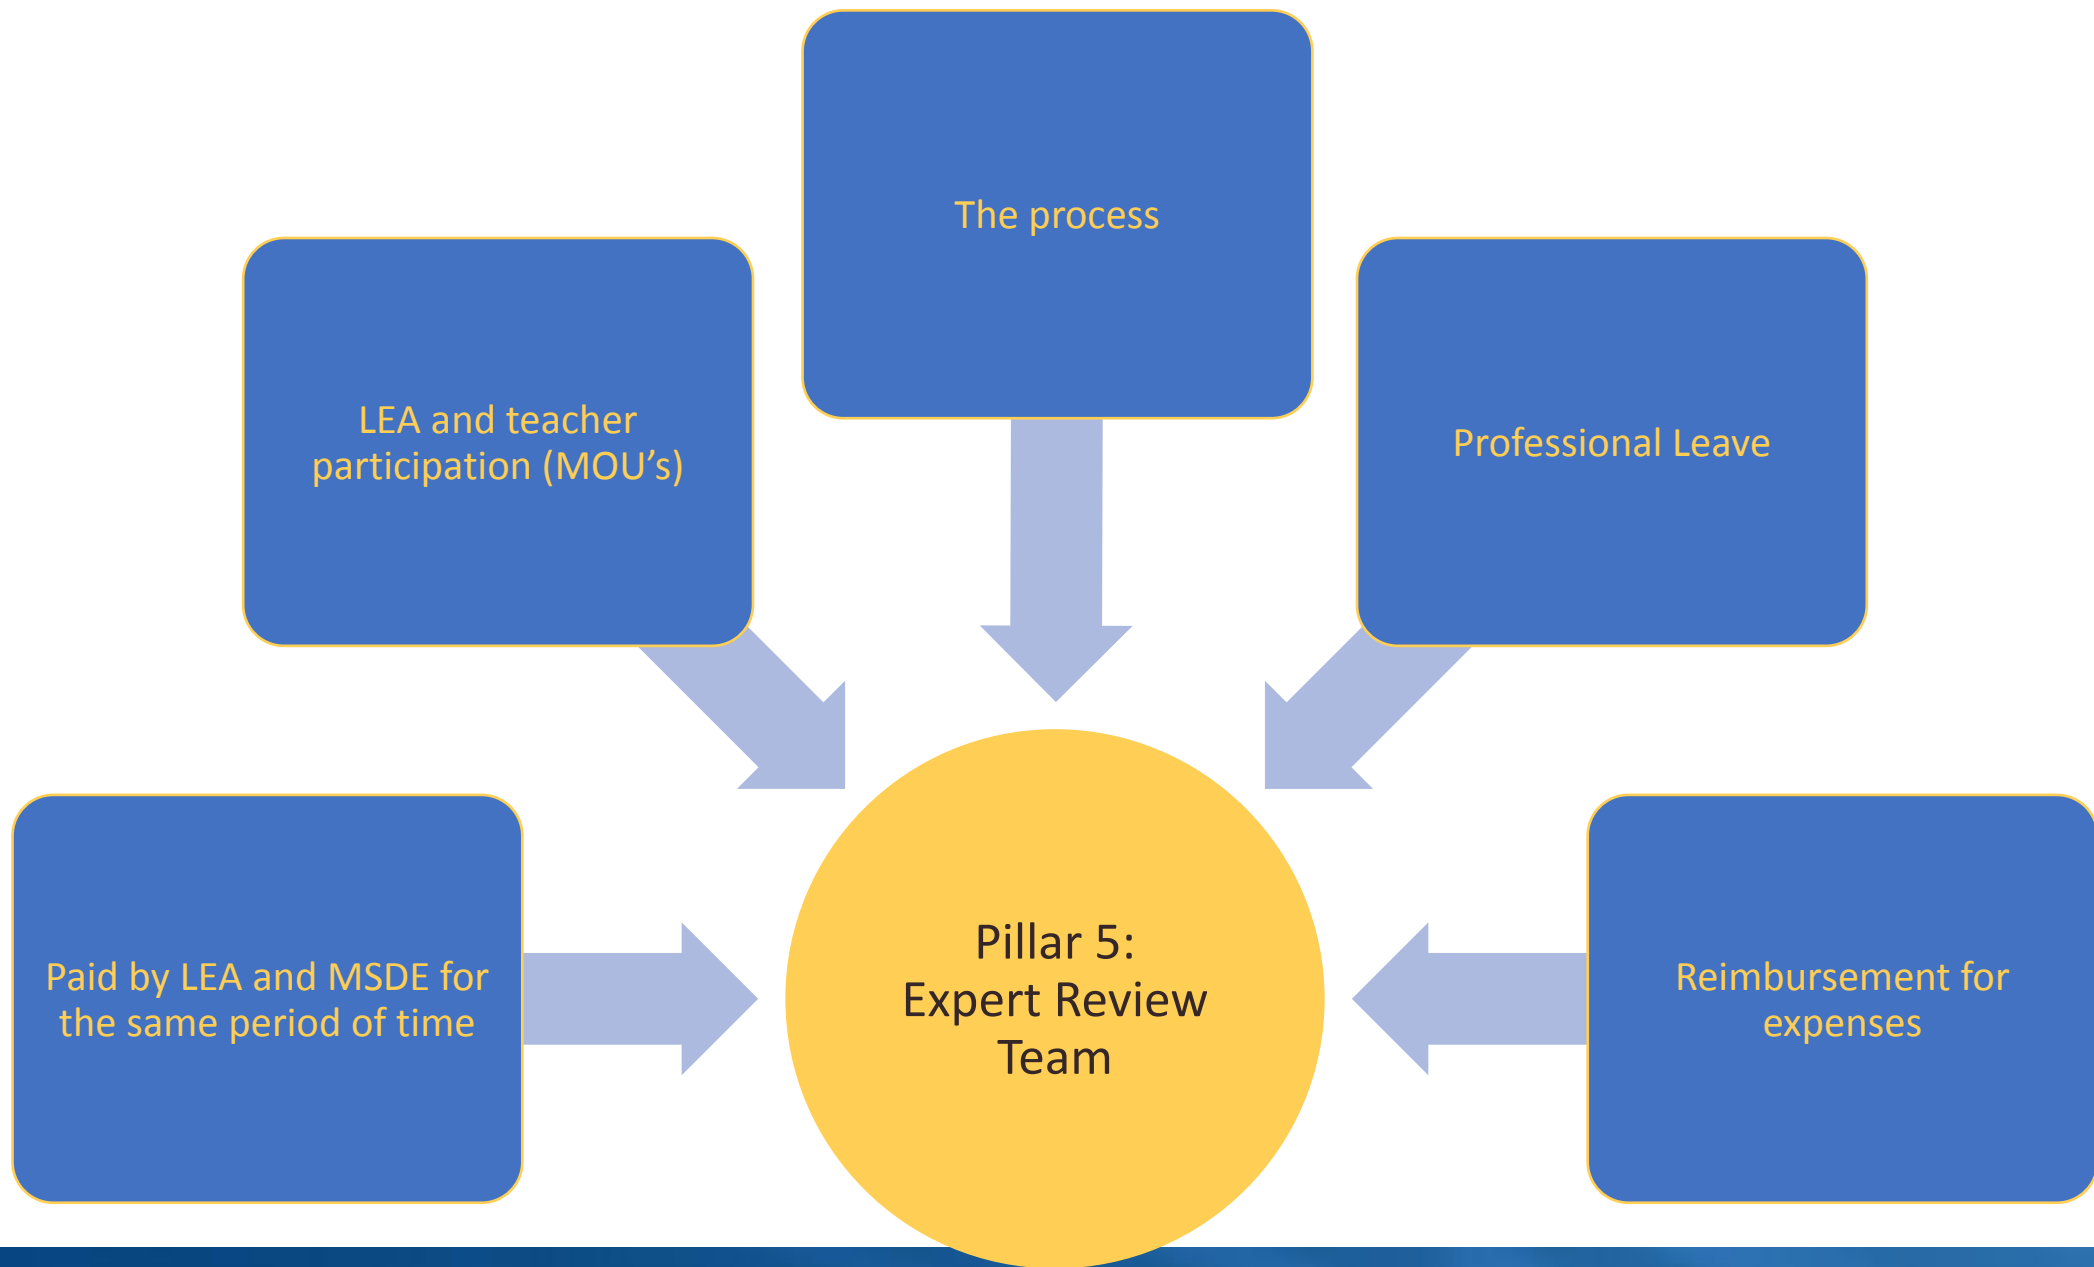 The process
LEA and teacher
participation (MOU’s)
Professional Leave
Paid by LEA and MSDE for
the same period of time
Pillar 5:
Expert Review
Team
Reimbursement for
expenses